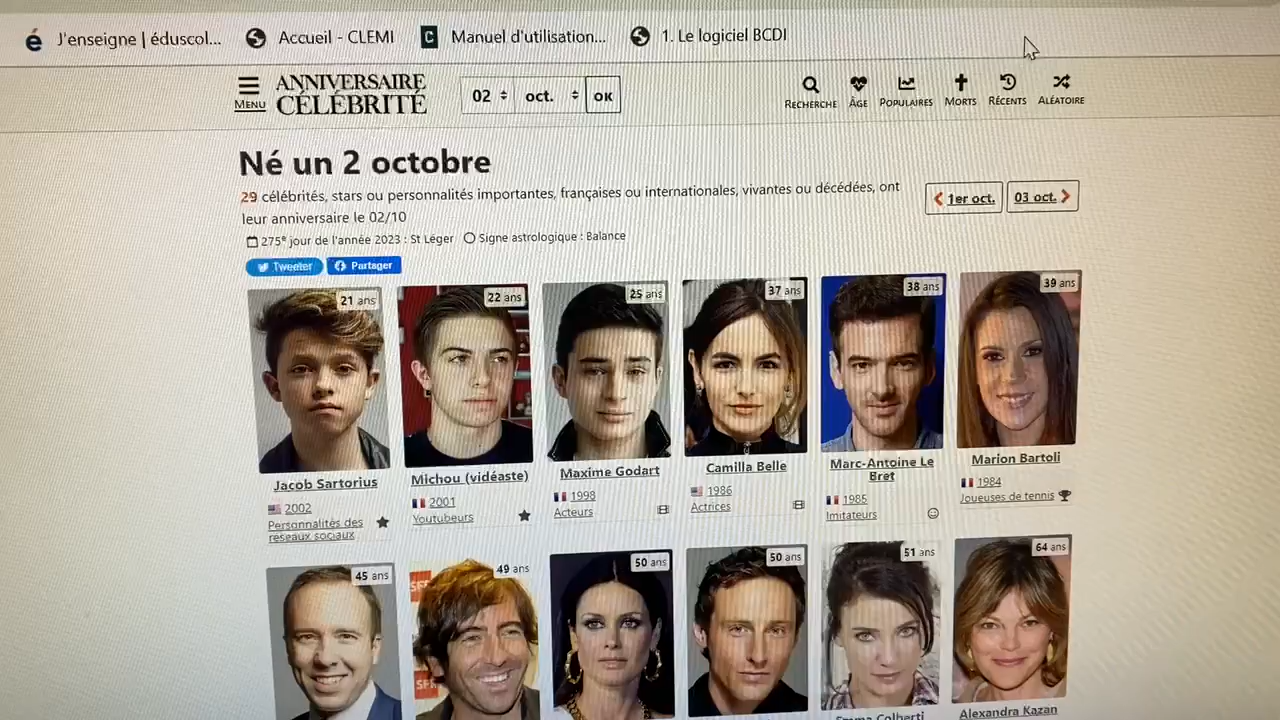 J'enseigne | éduscol...
Accueil - CLEMI
Manuel d'utilisation...
1. Le logiciel BCDI
MENU
ANNIVERSAIRE
CÉLÉBRITÉ
02 oct. OK
RECHERCHE
ÂGE
POPULAIRES
MORTS
RÉCENTS
ALÉATOIRE
Né un 2 octobre
29 célébrités, stars ou personnalités importantes, françaises ou internationales, vivantes ou décédées, ont
leur anniversaire le 02/10
1er oct.
03 oct.
275e jour de l'année 2023 : St Léger
Signe astrologique : Balance
Tweeter
Partager
21 ans
22 ans
25 ans
37 ans
38 ans
39 ans
Jacob Sartorius
2002
Personnalités des
réseaux sociaux
Michou (vidéaste)
2001
Youtubeurs
Maxime Godart
1998
Acteurs
Camilla Belle
1986
Actrices
Marc-Antoine Le
Bret
1985
Imitateurs
Marion Bartoli
1984
Joueuses de tennis
45 ans
49 ans
50 ans
50 ans
51 ans
64 ans
SFR
Colberti
Alexandra Kazan